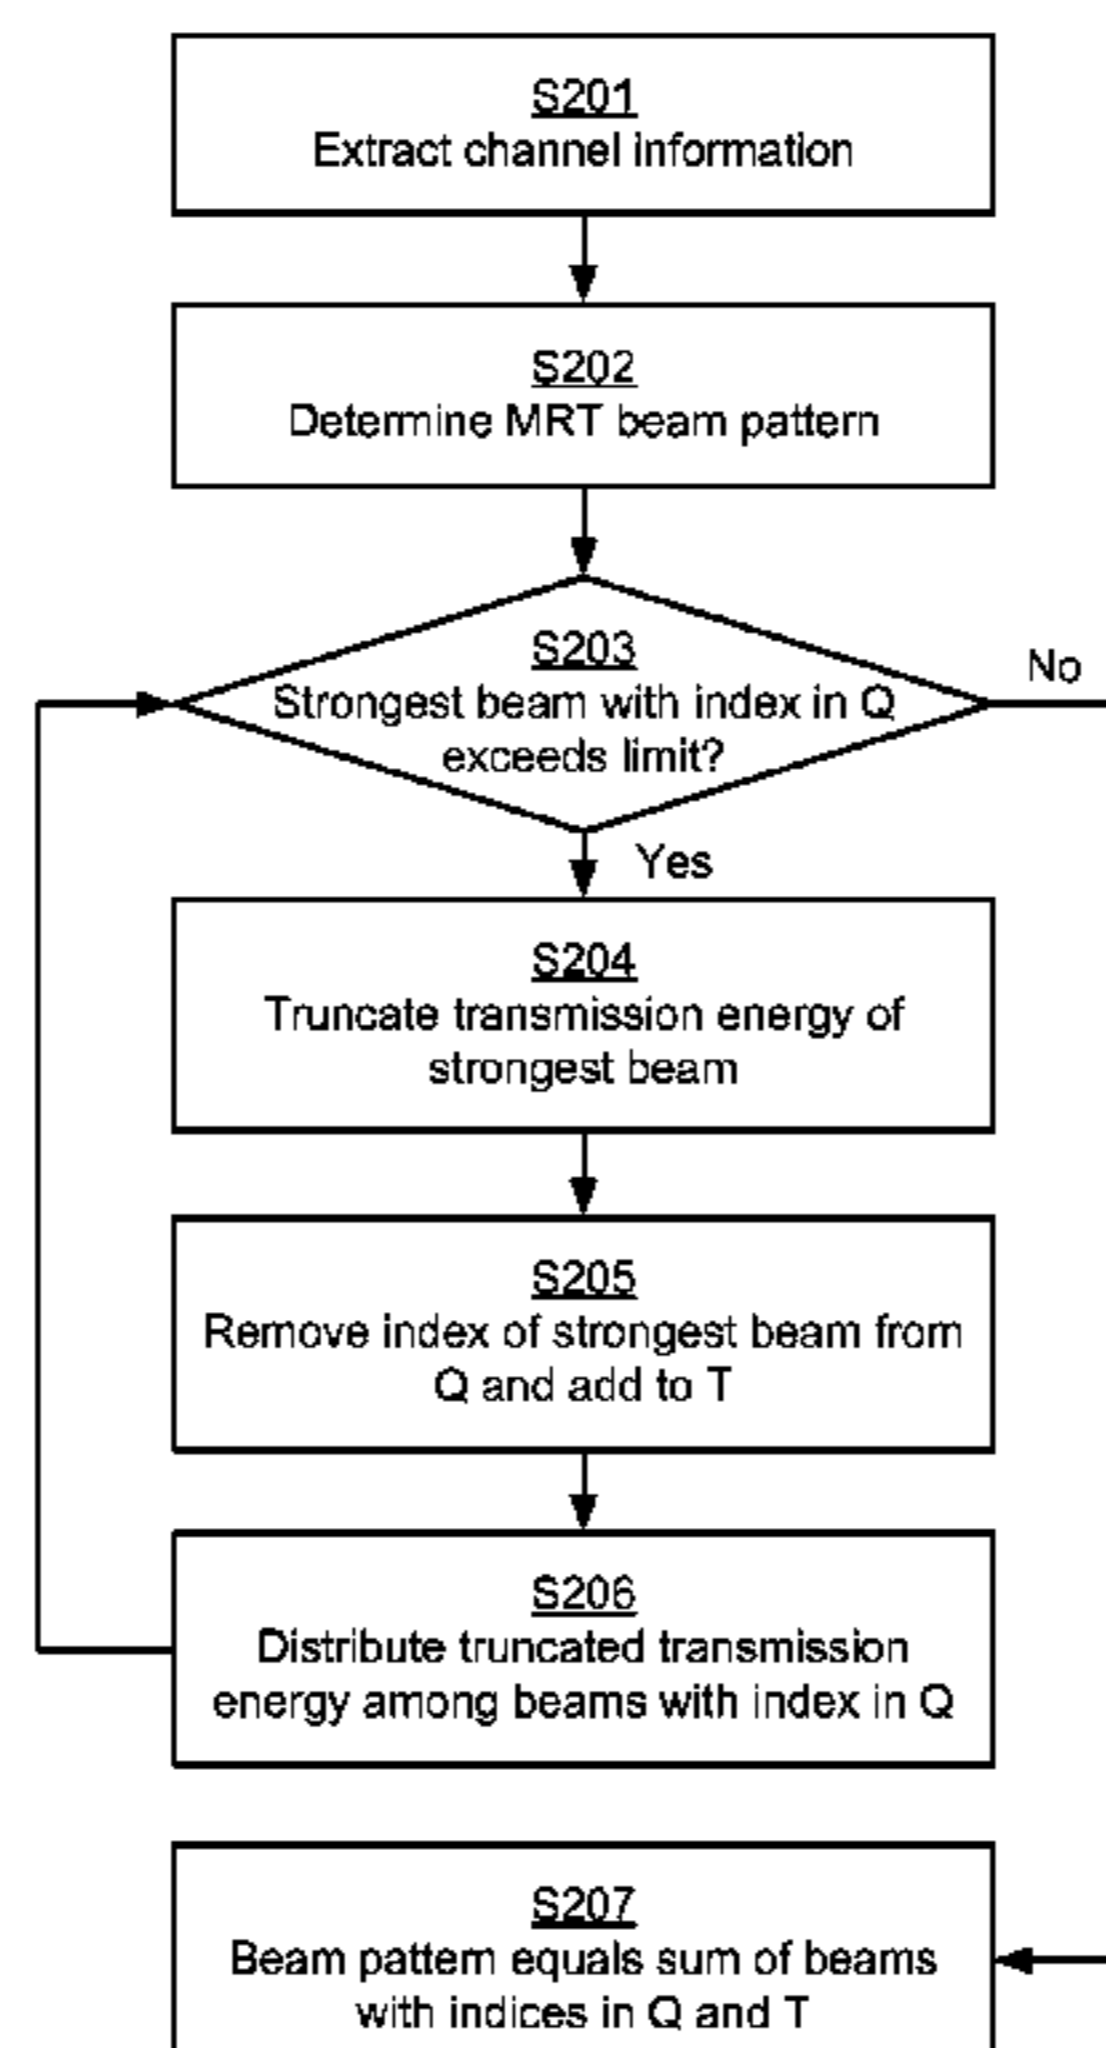 S201
Extract channel information
S202
Determine MRT beam pattern
S203
Strongest beam with index in Q
exceeds limit?
No
Yes
S204
Truncate transmission energy of
strongest beam
S205
Remove index of strongest beam from
Q and add to T
S206
Distribute truncated transmission
energy among beams with index in Q
S207
Beam pattern equals sum of beams
with indices in Q and T